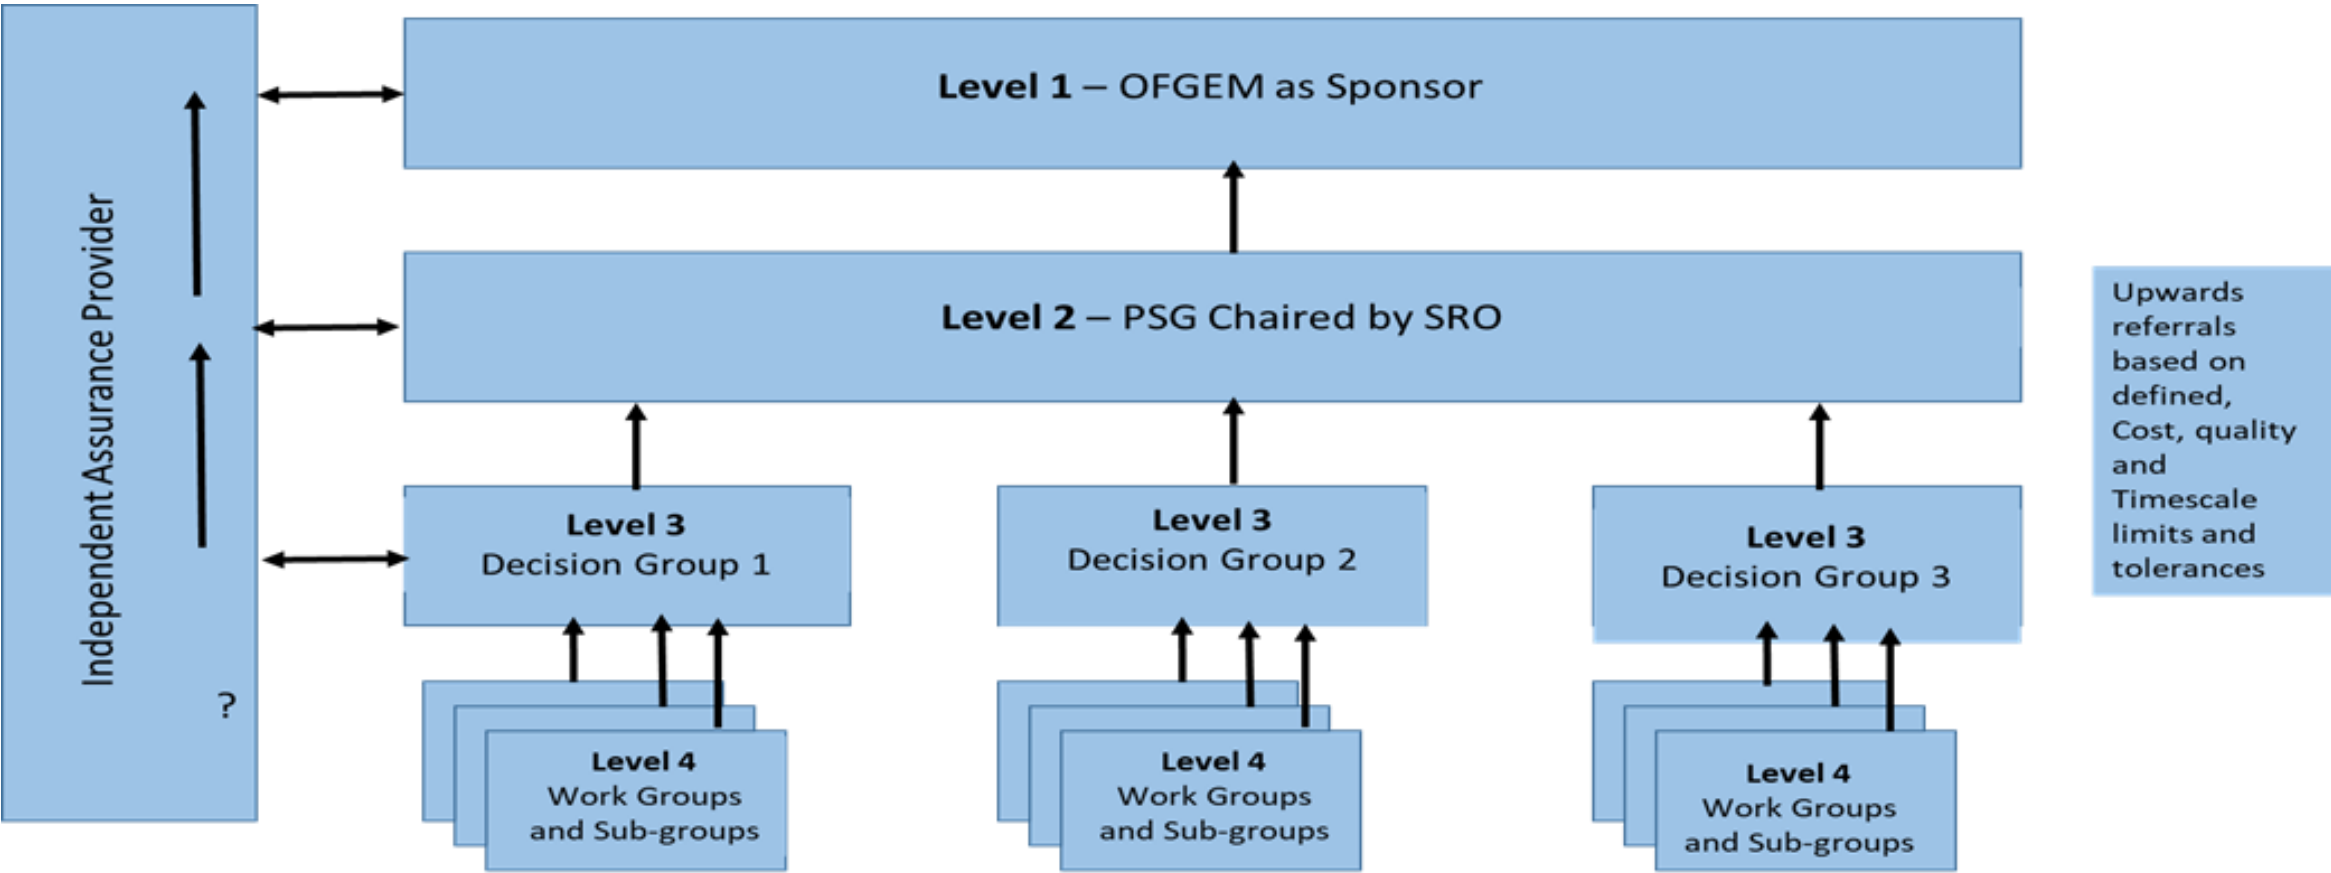 Independent Assurance Provider
?
Level 1 – OFGEM as Sponsor
Level 2 – PSG Chaired by SRO
Level 3
Decision Group 1
Level 3
Decision Group 2
Level 3
Decision Group 3
Level 4
Work Groups
and Sub-groups
Level 4
Work Groups
and Sub-groups
Level 4
Work Groups
and Sub-groups
Upwards
referrals
based on
defined,
Cost, quality
and
Timescale
limits and
tolerances